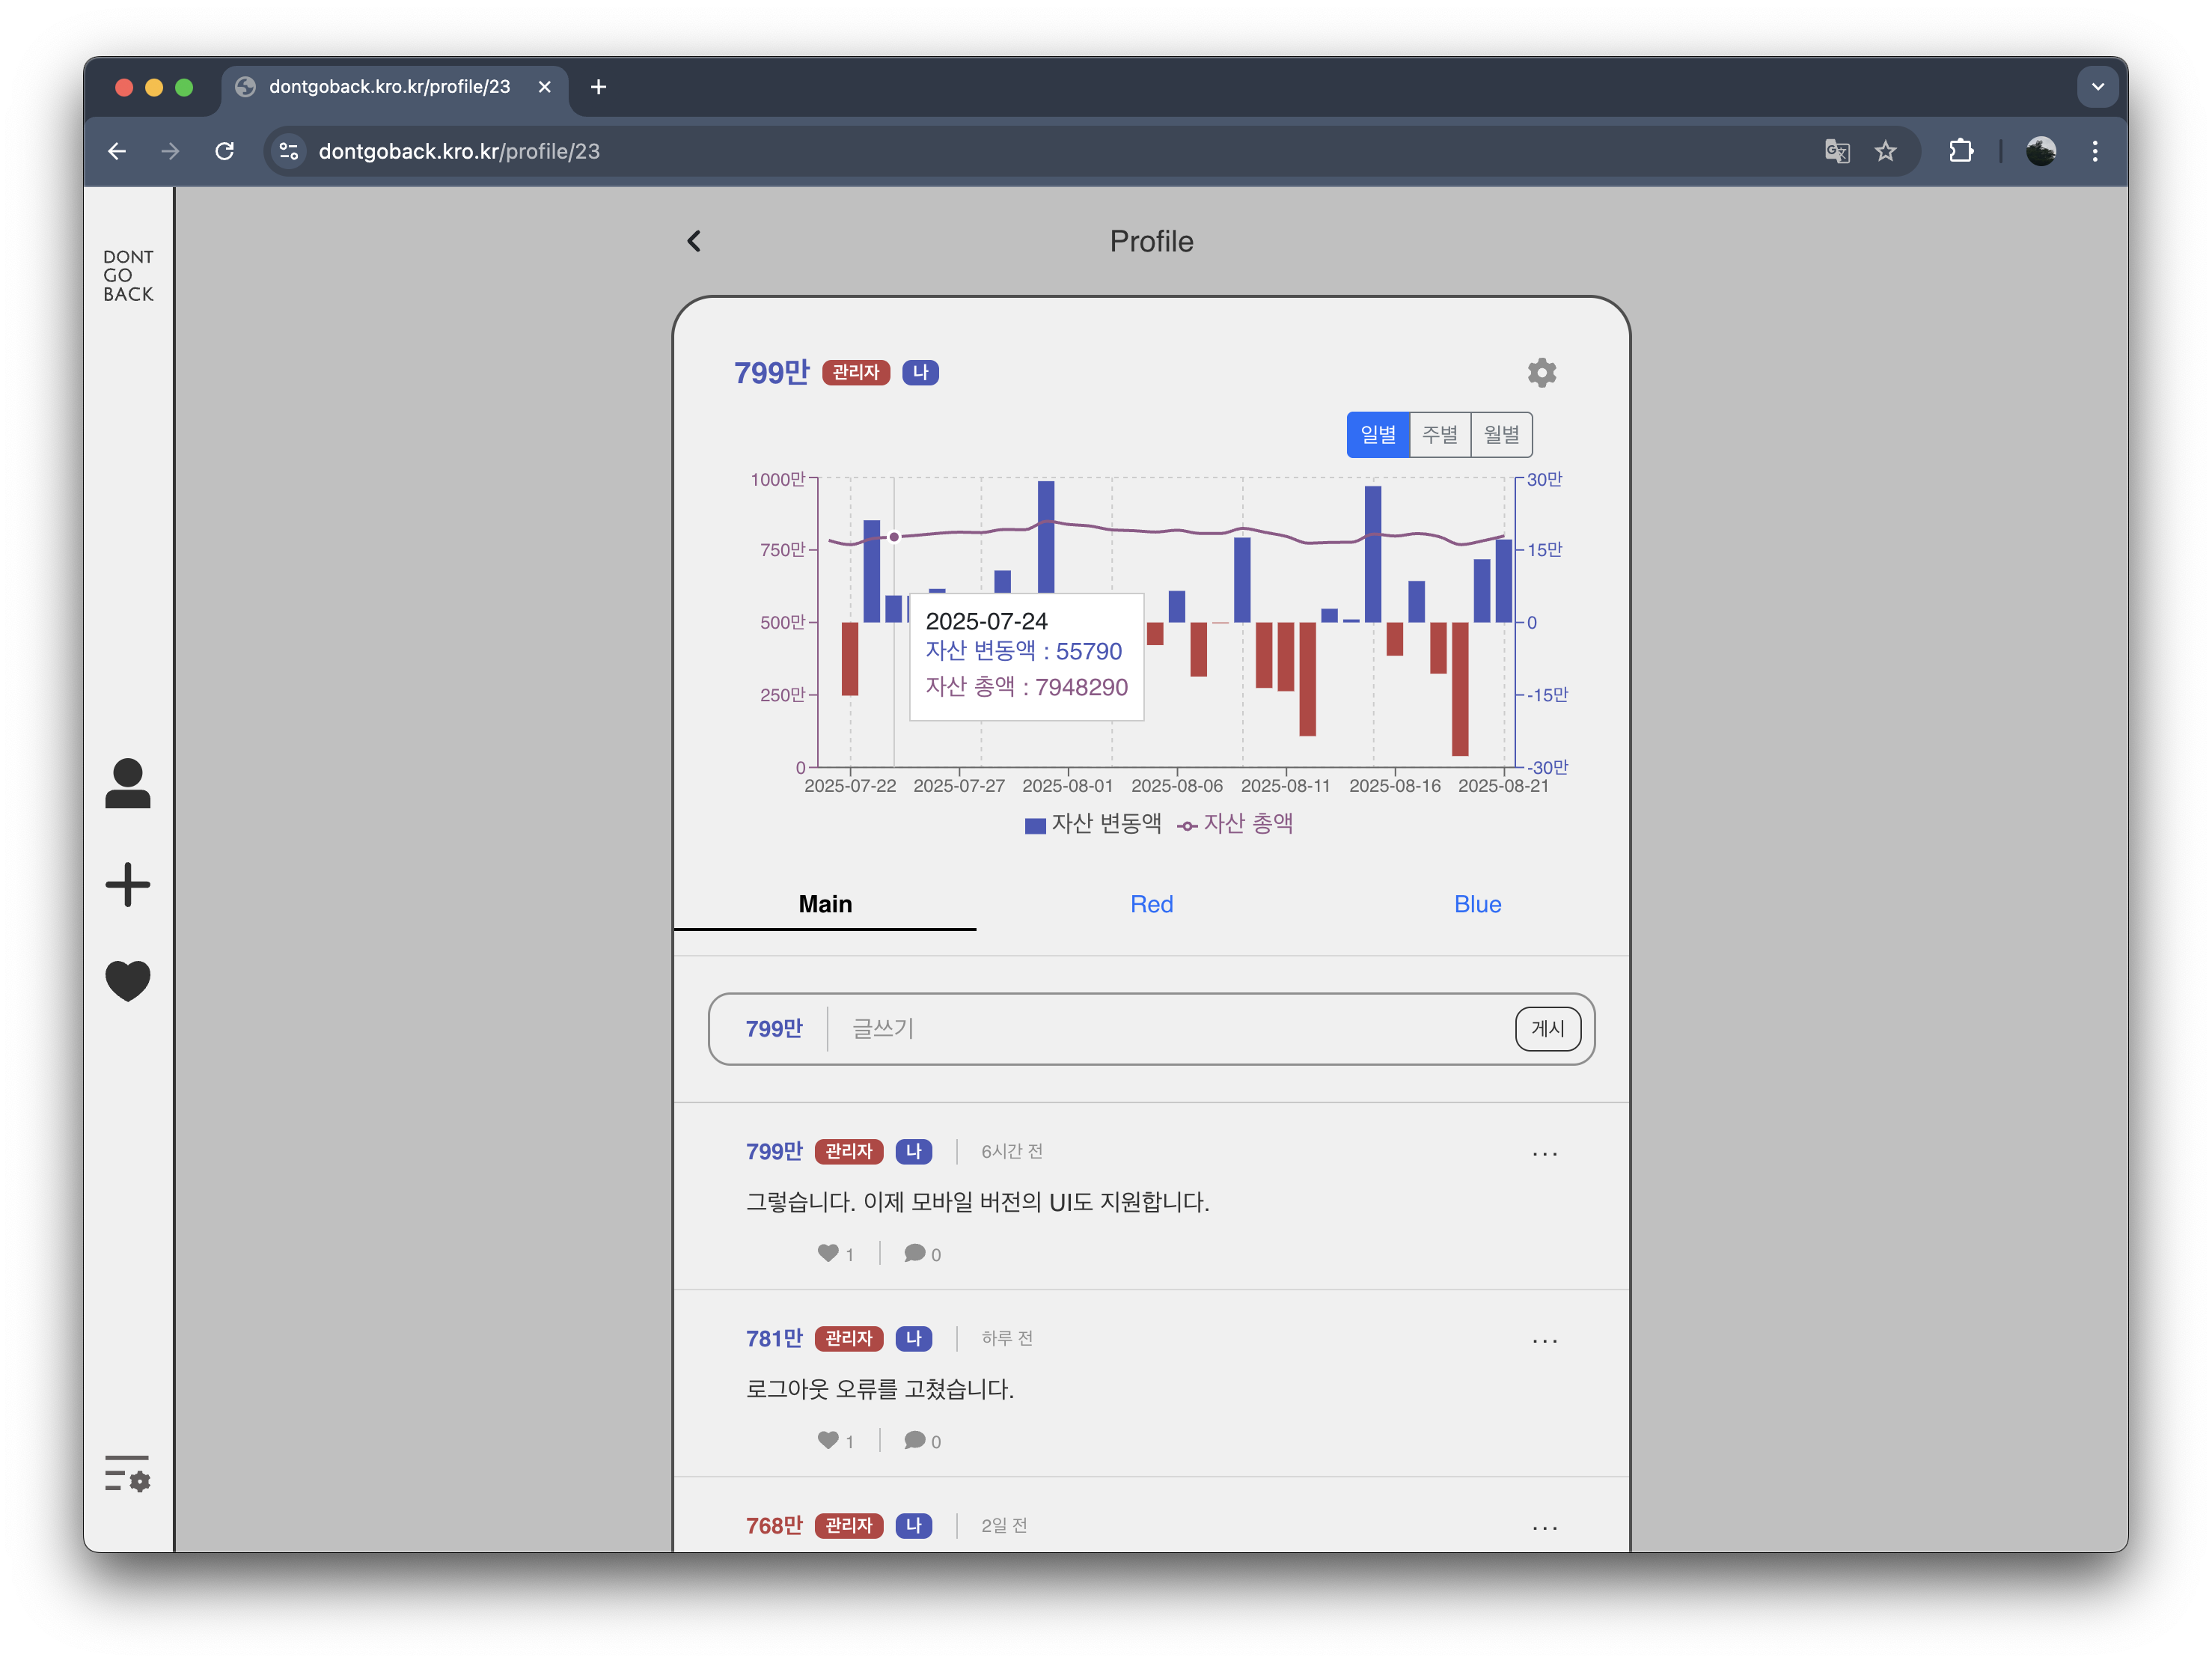 dontgoback.kro.kr/profile/23
dontgoback.kro.kr/profile/23
DONT
GO
BACK
Profile
799만 관리자 나
일별 주별 월별
1000만
750만
500만
250만
0
30만
15만
0
-15만
-30만
2025-07-24
자산 변동액 : 55790
자산 총액 : 7948290
2025-07-22 2025-07-27 2025-08-01 2025-08-06 2025-08-11 2025-08-16 2025-08-21
자산 변동액 자산 총액
Main Red Blue
799만 글쓰기 게시
799만 관리자 나 6시간 전 ...
그렇습니다. 이제 모바일 버전의 UI도 지원합니다.
1 0
781만 관리자 나 하루 전 ...
로그아웃 오류를 고쳤습니다.
1 0
768만 관리자 나 2일 전 ...